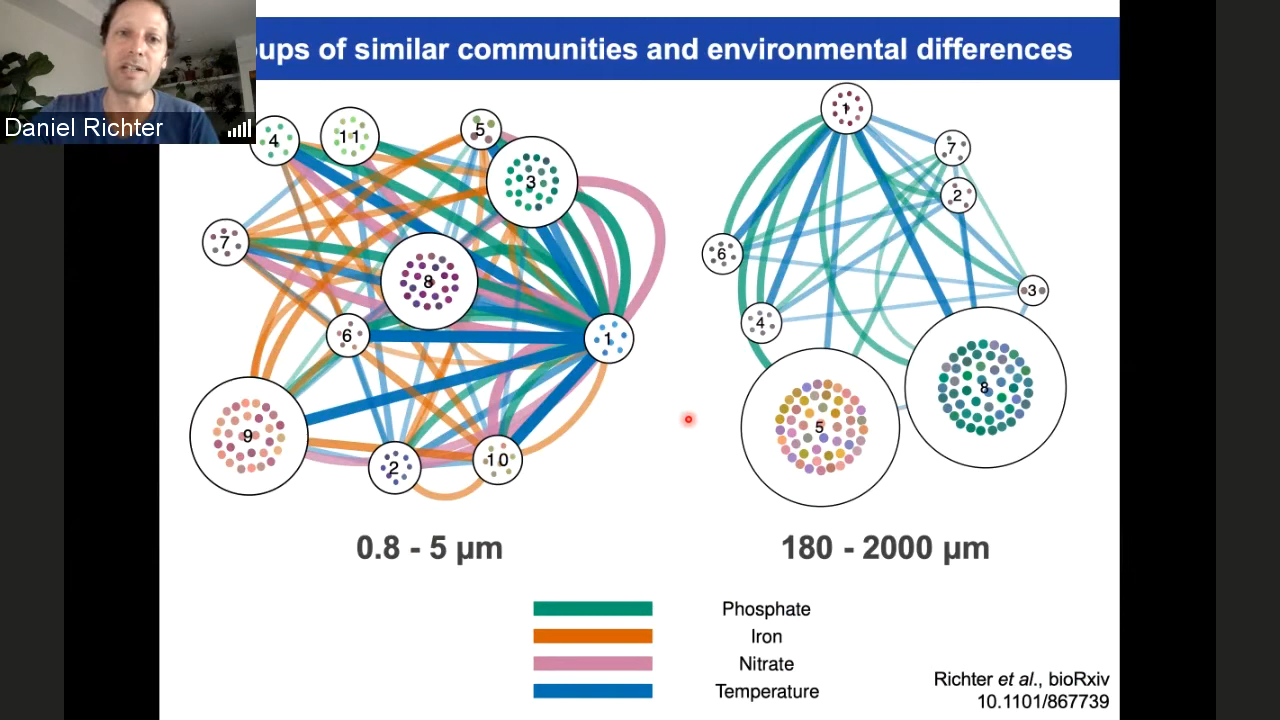 ups of similar communities and environmental differences
Daniel Richter
4
11
5
3
7
8
6
1
9
2
10
1
7
2
6
3
4
8
5
0.8 - 5 µm
180 - 2000 µm
Phosphate
Iron
Nitrate
Temperature
Richter et al., bioRxiv
10.1101/867739